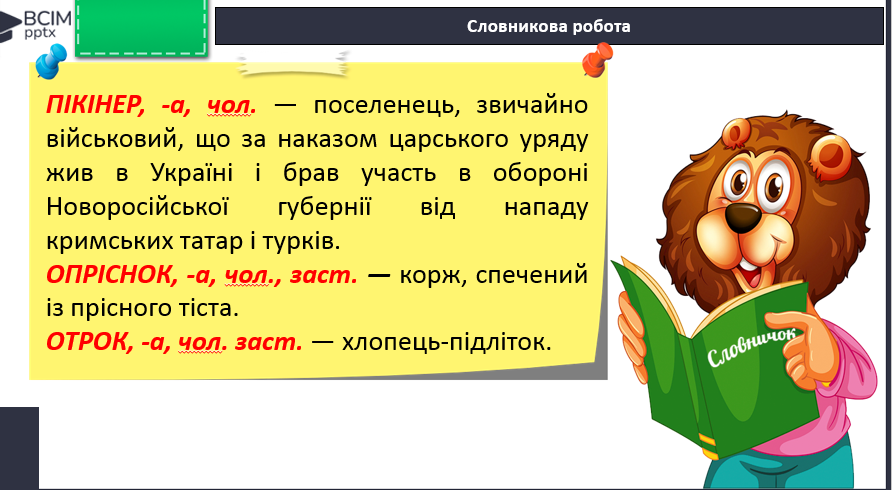 ВСІМ
pptx
Словникова робота
ПІКІНЕР, -а, чол. — поселенець, звичайно
військовий, що за наказом царського уряду
жив в Україні і брав участь в обороні
Новоросійської губернії від нападу
кримських татар і турків.
ОПРІСНОК, -а, чол., заст. — корж, спечений
із прісного тіста.
ОТРОК, -а, чол. заст. — хлопець-підліток.
Словничок